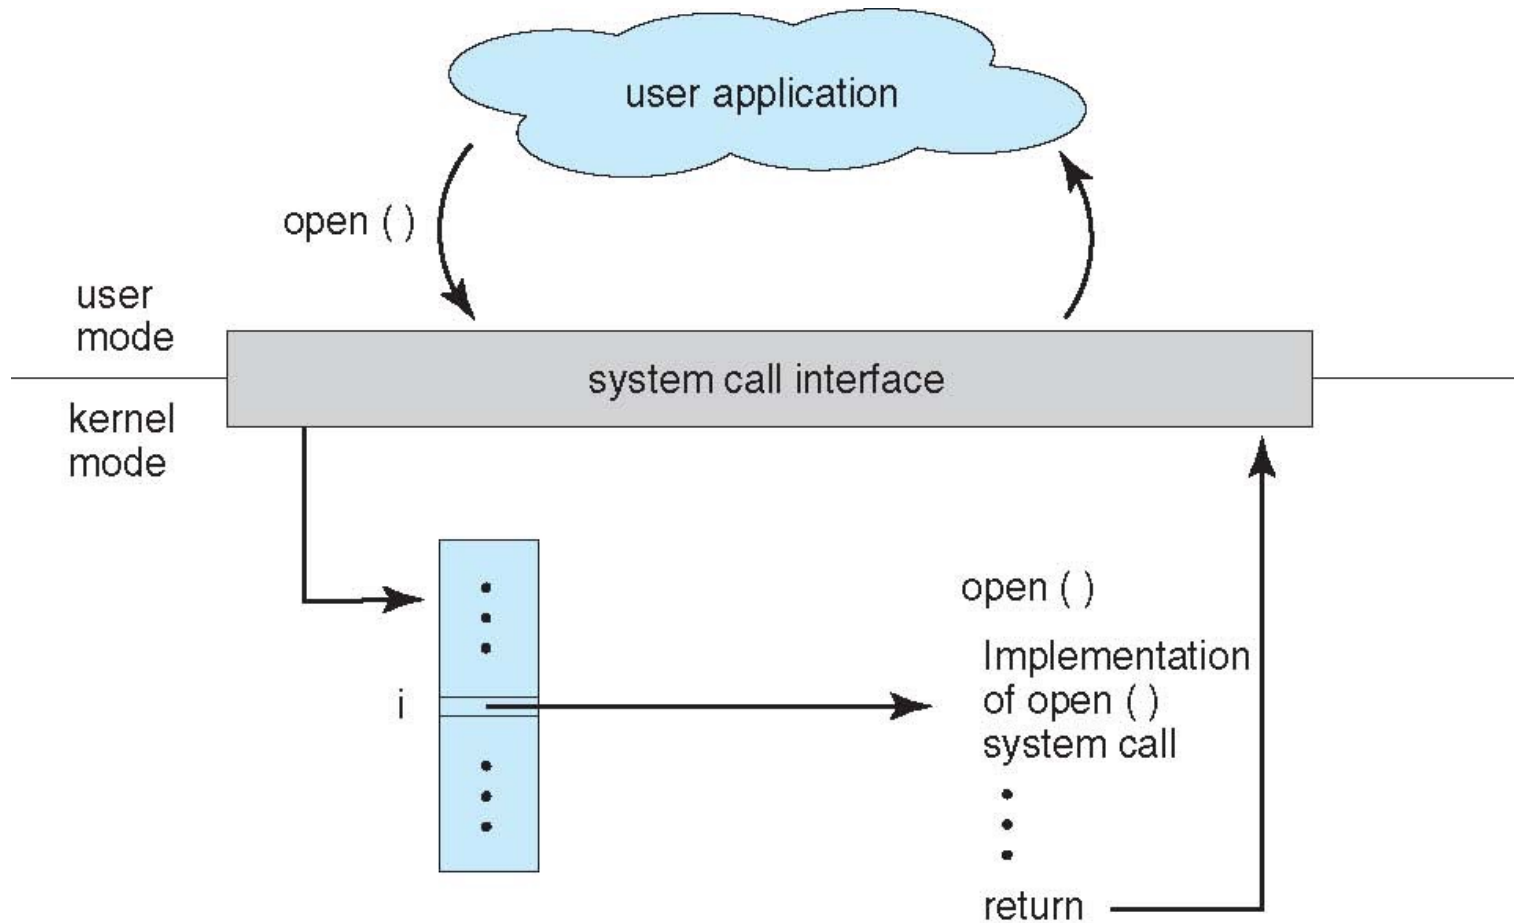 user application
open ( )
user
mode
system call interface
kernel
mode
open ( )
Implementation
i
of open ( )
system call
return